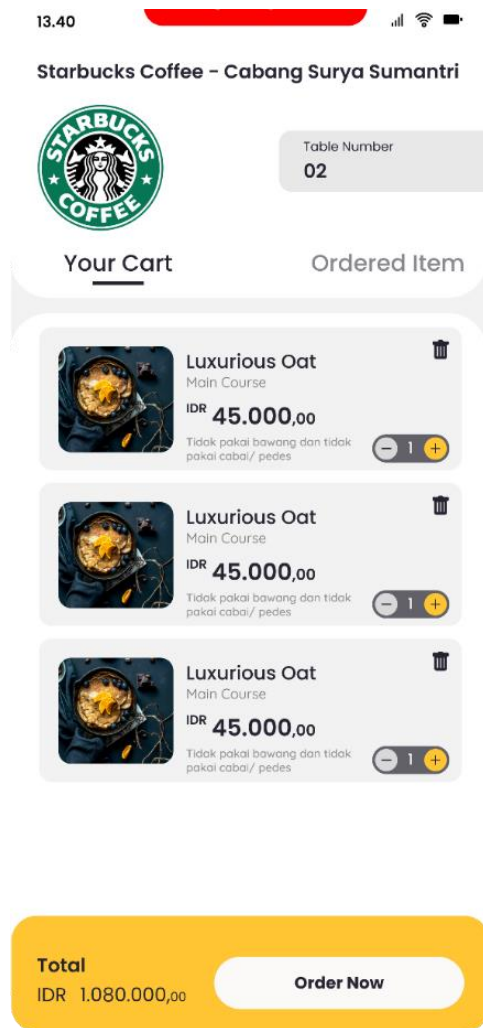 13.40
Starbucks Coffee - Cabang Surya Sumantri
STARBUCKS
COFFEE
Table Number
02
Your Cart
Ordered Item
Luxurious Oat
Main Course
IDR 45.000,00
Tidak pakai bawang dan tidak
pakai cabai/ pedes
- 1 +
Luxurious Oat
Main Course
IDR 45.000,00
Tidak pakai bawang dan tidak
pakai cabai/ pedes
- 1 +
Luxurious Oat
Main Course
IDR 45.000,00
Tidak pakai bawang dan tidak
pakai cabai/ pedes
- 1 +
Total
IDR 1.080.000,00
Order Now